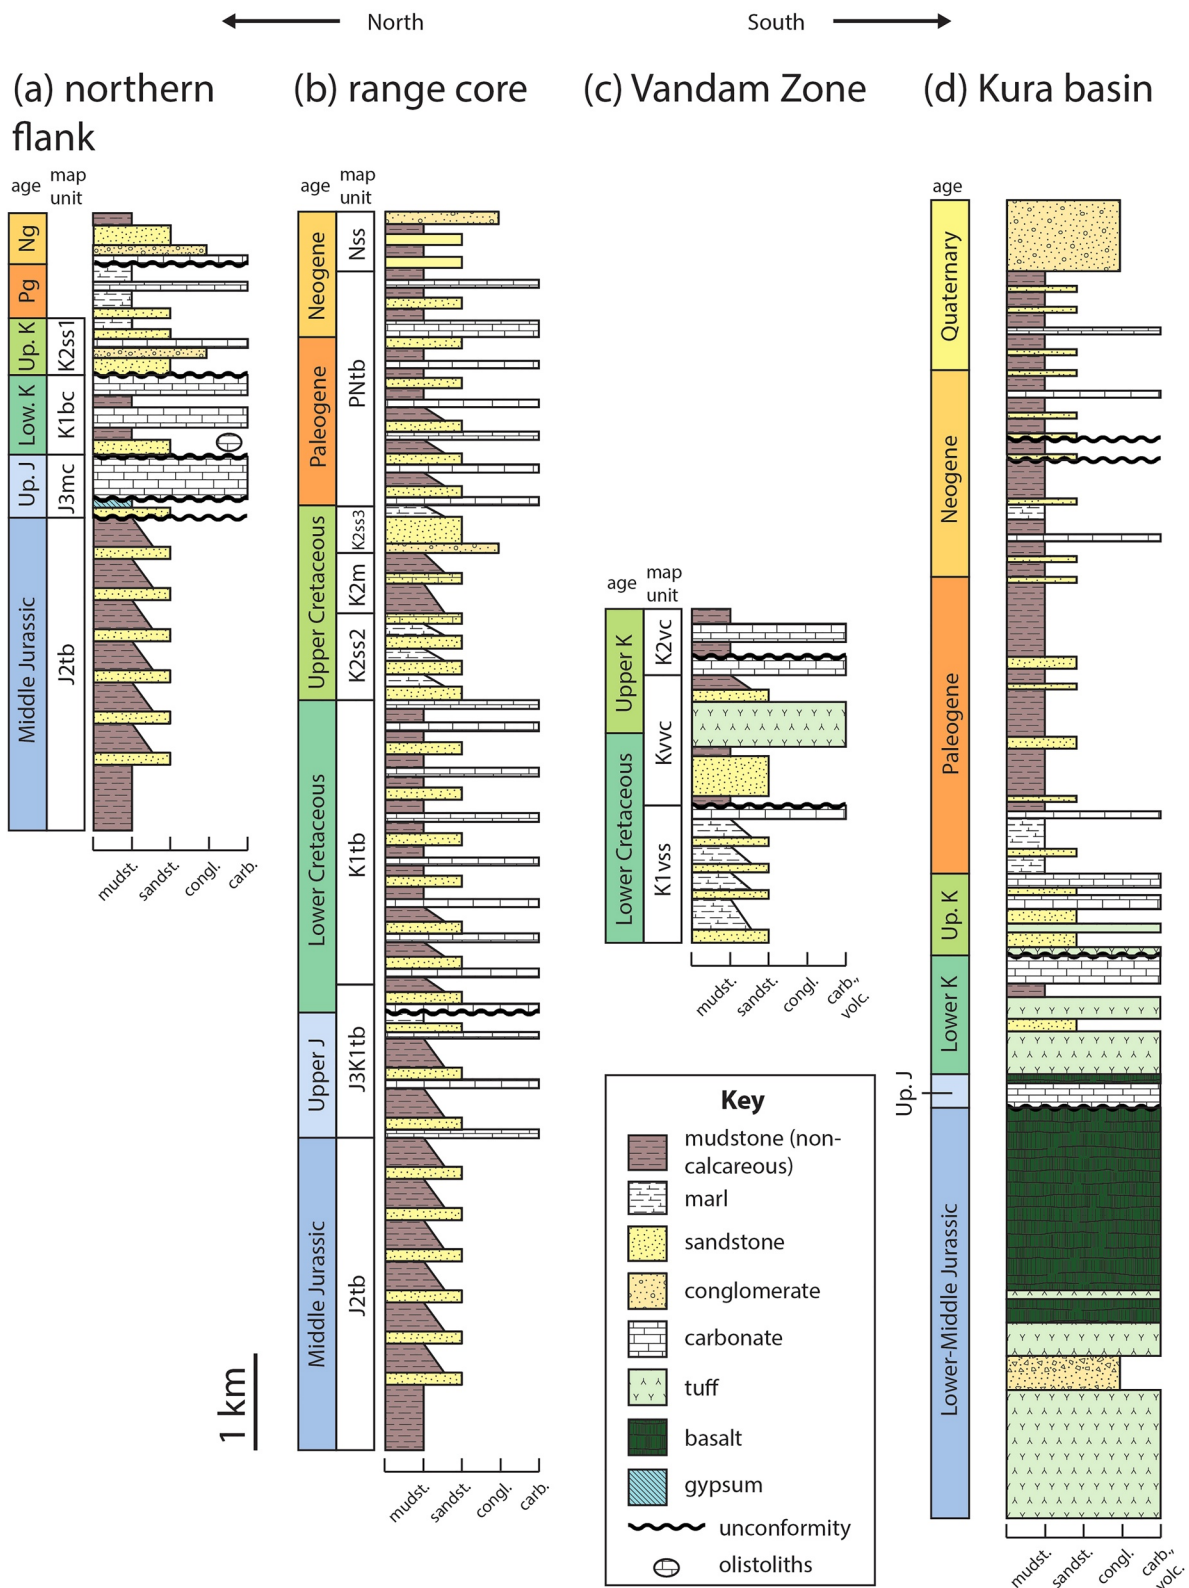 North
South
(a) northern
flank
(b) range core
(c) Vandam Zone
(d) Kura basin
age
map
unit
Ng
Pg
Up. K
K2ss1
Low. K
K1bc
Up. J
J3mc
Middle Jurassic
J2tb
mudst.
sandst.
congl.
carb.
1 km
age
map
unit
Neogene
Nss
PNtb
Paleogene
Upper Cretaceous
K2ss3
K2m
K2ss2
Lower Cretaceous
K1tb
J3K1tb
Upper J
Middle Jurassic
J2tb
mudst.
sandst.
congl.
carb.
age
map
unit
Upper K
K2vc
Kvvc
Lower Cretaceous
K1vss
mudst.
sandst.
congl.
carb.,
volc.
age
Quaternary
Neogene
Paleogene
Up. K
Lower K
Up. J
Lower-Middle Jurassic
mudst.
sandst.
congl.
carb.,
volc.
Key
mudstone (non-
calcareous)
marl
sandstone
conglomerate
carbonate
tuff
basalt
gypsum
unconformity
olistoliths